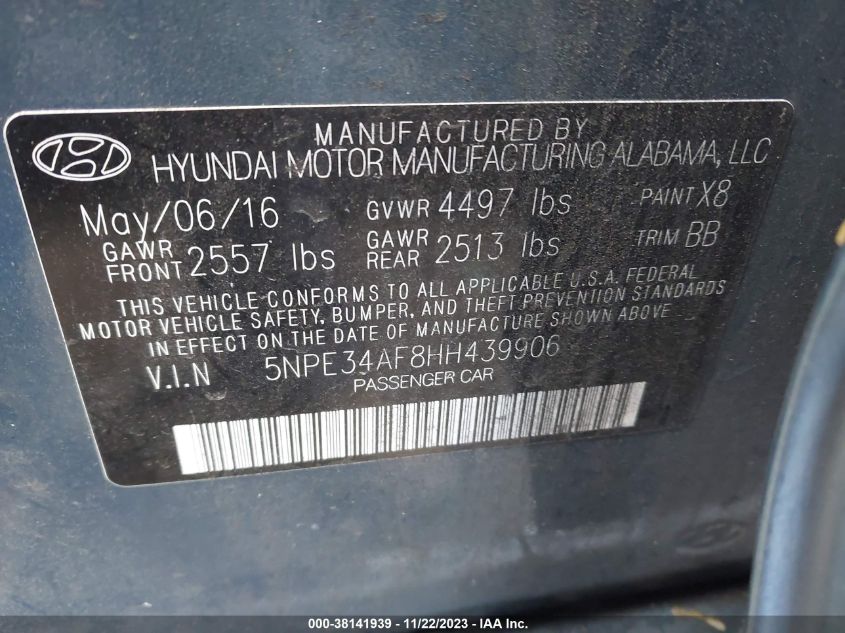 MANUFACTURED BY
HYUNDAI MOTOR MANUFACTURING ALABAMA, LLC
May/06/16 GVWR 4497 lbs PAINT X8
GAWR FRONT 2557 lbs GAWR REAR 2513 lbs TRIM BB
THIS VEHICLE CONFORMS TO ALL APPLICABLE U.S.A. FEDERAL
MOTOR VEHICLE SAFETY, BUMPER, AND THEFT PREVENTION STANDARDS
IN EFFECT ON THE DATE OF MANUFACTURE SHOWN ABOVE
V.I.N 5NPE34AF8HH439906
PASSENGER CAR
000-38141939 - 11/22/2023 - IAA Inc.